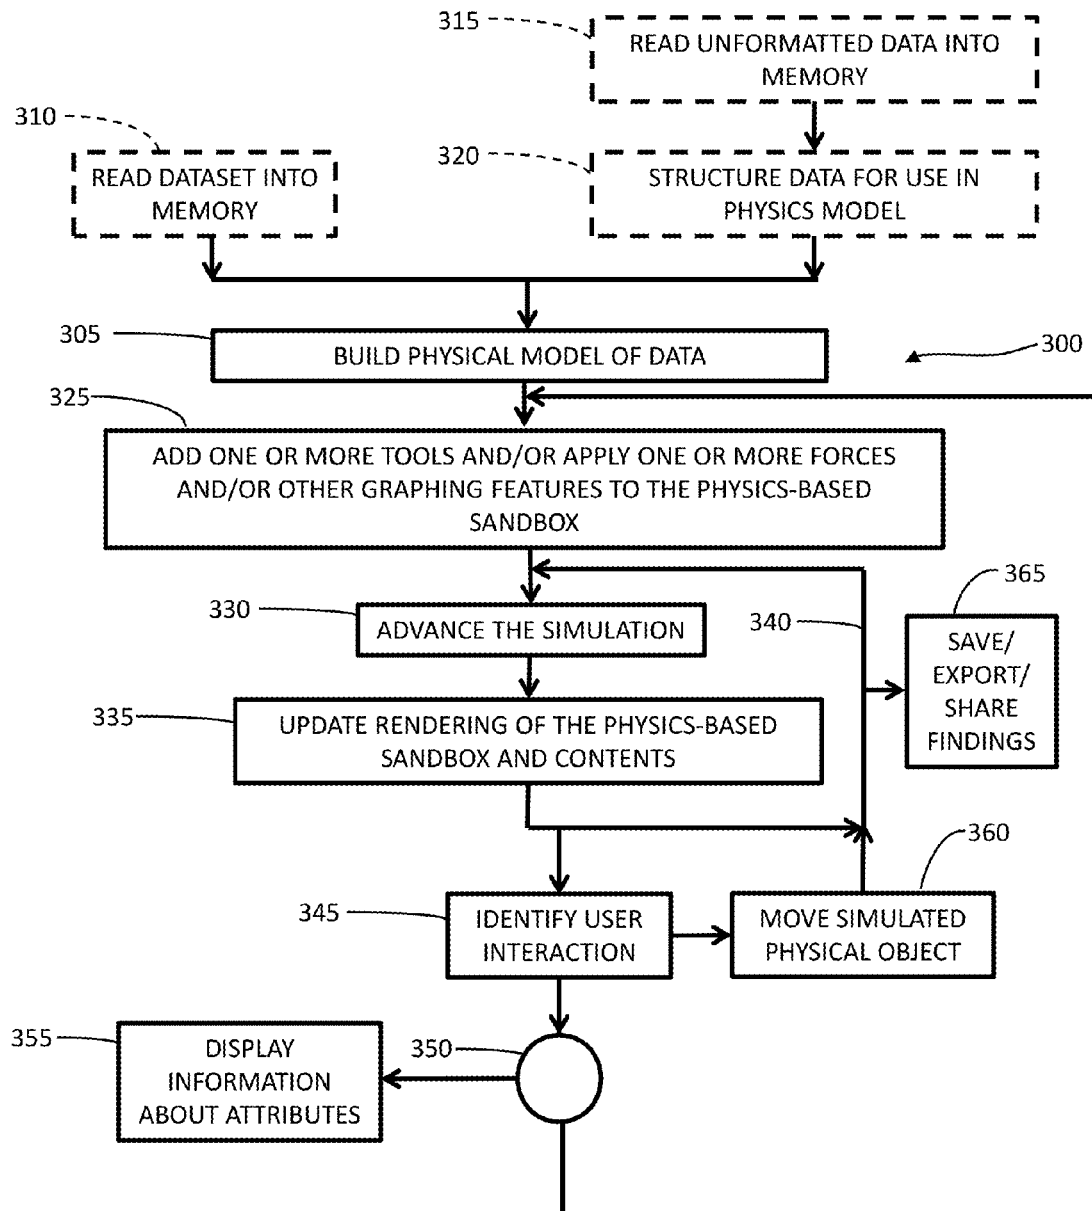 315
READ UNFORMATTED DATA INTO
MEMORY
310
READ DATASET INTO
MEMORY
320
STRUCTURE DATA FOR USE IN
PHYSICS MODEL
305
BUILD PHYSICAL MODEL OF DATA
300
325
ADD ONE OR MORE TOOLS AND/OR APPLY ONE OR MORE FORCES
AND/OR OTHER GRAPHING FEATURES TO THE PHYSICS-BASED
SANDBOX
330
ADVANCE THE SIMULATION
340
365
SAVE/
EXPORT/
SHARE
FINDINGS
335
UPDATE RENDERING OF THE PHYSICS-BASED
SANDBOX AND CONTENTS
345
IDENTIFY USER
INTERACTION
360
MOVE SIMULATED
PHYSICAL OBJECT
355
DISPLAY
INFORMATION
ABOUT ATTRIBUTES
350